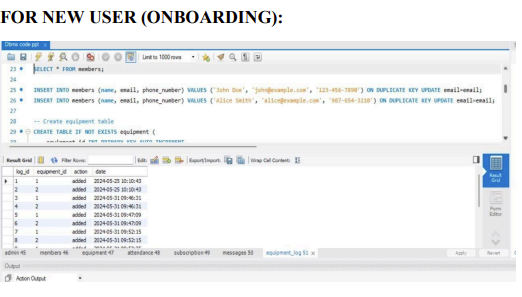 FOR NEW USER (ONBOARDING):
Dbms code ppt
Limit to 1000 rows
23 SELECT * FROM members;
24
25 INSERT INTO members (name, email, phone_number) VALUES ('John Doe', 'john@example.com', '123-456-7890') ON DUPLICATE KEY UPDATE email=email;
26 INSERT INTO members (name, email, phone_number) VALUES ('Alice Smith', 'alice@example.com', '987-654-3210') ON DUPLICATE KEY UPDATE email=email;
27
28 -- Create equipment table
29 CREATE TABLE IF NOT EXISTS equipment (
Result Grid Filter Rows: Edit: Export/Import: Wrap Cell Content:
log_id equipment_id action date
1 1 added 2024-05-25 10:10:43
2 2 added 2024-05-25 10:10:43
3 1 added 2024-05-31 09:46:31
4 2 added 2024-05-31 09:46:31
5 1 added 2024-05-31 09:47:09
6 2 added 2024-05-31 09:47:09
7 1 added 2024-05-31 09:52:15
8 2 added 2024-05-31 09:52:15
Result Grid
Form Editor
admin 45 members 46 equipment 47 attendance 48 subscription 49 messages 50 equipment_log 51 x Apply Revert
Output
Action Output